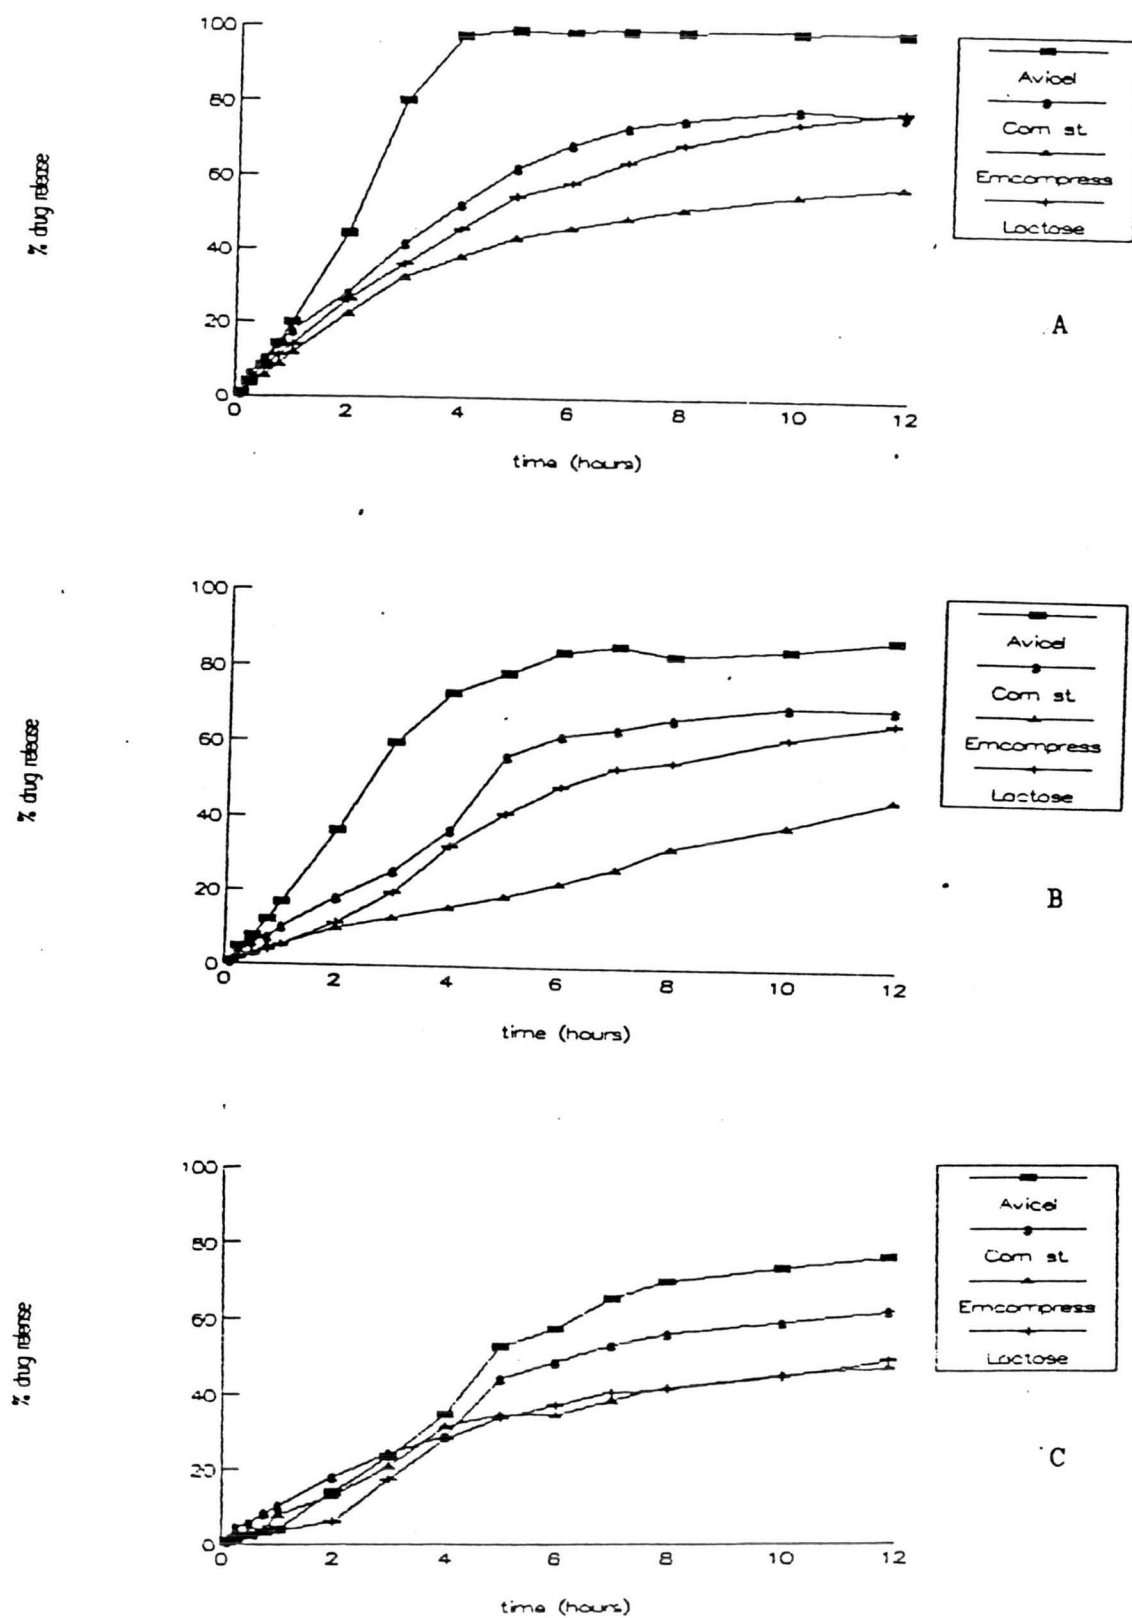 100
80
60
40
20
0
0 2 4 6 8 10 12
% drug release
time (hours)
Avicel
Corn st.
Emcompress
Lactose
A
100
80
60
40
20
0
0 2 4 6 8 10 12
% drug release
time (hours)
Avicel
Corn st.
Emcompress
Lactose
B
100
80
60
40
20
0
0 2 4 6 8 10 12
% drug release
time (hours)
Avicel
Corn st.
Emcompress
Lactose
C